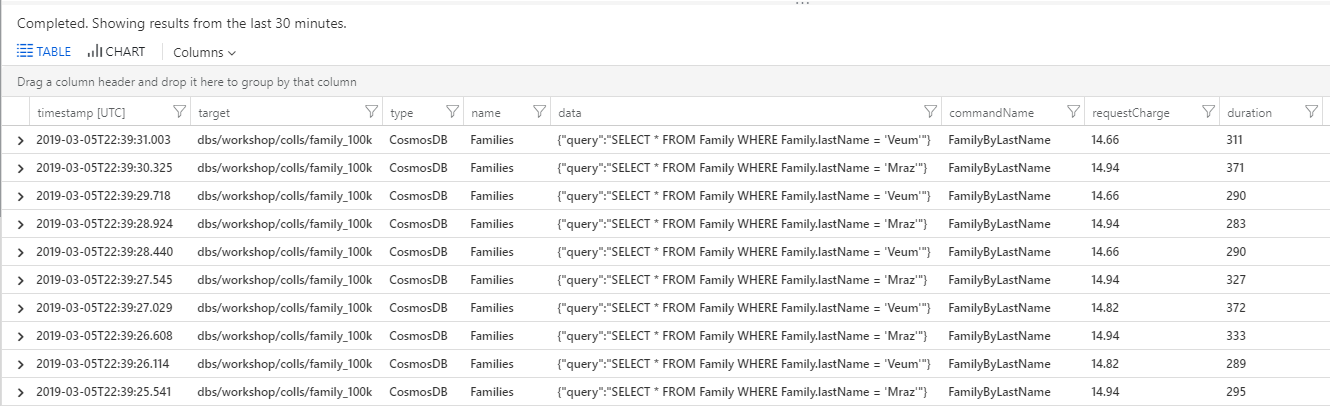 Completed. Showing results from the last 30 minutes.
TABLE CHART Columns
Drag a column header and drop it here to group by that column
timestamp [UTC] target type name data commandName requestCharge duration
2019-03-05T22:39:31.003 dbs/workshop/colls/family_100k CosmosDB Families {"query":"SELECT * FROM Family WHERE Family.lastName = 'Veum'"} FamilyByLastName 14.66 311
2019-03-05T22:39:30.325 dbs/workshop/colls/family_100k CosmosDB Families {"query":"SELECT * FROM Family WHERE Family.lastName = 'Mraz'"} FamilyByLastName 14.94 371
2019-03-05T22:39:29.718 dbs/workshop/colls/family_100k CosmosDB Families {"query":"SELECT * FROM Family WHERE Family.lastName = 'Veum'"} FamilyByLastName 14.66 290
2019-03-05T22:39:28.924 dbs/workshop/colls/family_100k CosmosDB Families {"query":"SELECT * FROM Family WHERE Family.lastName = 'Mraz'"} FamilyByLastName 14.94 283
2019-03-05T22:39:28.440 dbs/workshop/colls/family_100k CosmosDB Families {"query":"SELECT * FROM Family WHERE Family.lastName = 'Veum'"} FamilyByLastName 14.66 290
2019-03-05T22:39:27.545 dbs/workshop/colls/family_100k CosmosDB Families {"query":"SELECT * FROM Family WHERE Family.lastName = 'Mraz'"} FamilyByLastName 14.94 327
2019-03-05T22:39:27.029 dbs/workshop/colls/family_100k CosmosDB Families {"query":"SELECT * FROM Family WHERE Family.lastName = 'Veum'"} FamilyByLastName 14.82 372
2019-03-05T22:39:26.608 dbs/workshop/colls/family_100k CosmosDB Families {"query":"SELECT * FROM Family WHERE Family.lastName = 'Mraz'"} FamilyByLastName 14.94 333
2019-03-05T22:39:26.114 dbs/workshop/colls/family_100k CosmosDB Families {"query":"SELECT * FROM Family WHERE Family.lastName = 'Veum'"} FamilyByLastName 14.82 289
2019-03-05T22:39:25.541 dbs/workshop/colls/family_100k CosmosDB Families {"query":"SELECT * FROM Family WHERE Family.lastName = 'Mraz'"} FamilyByLastName 14.94 295